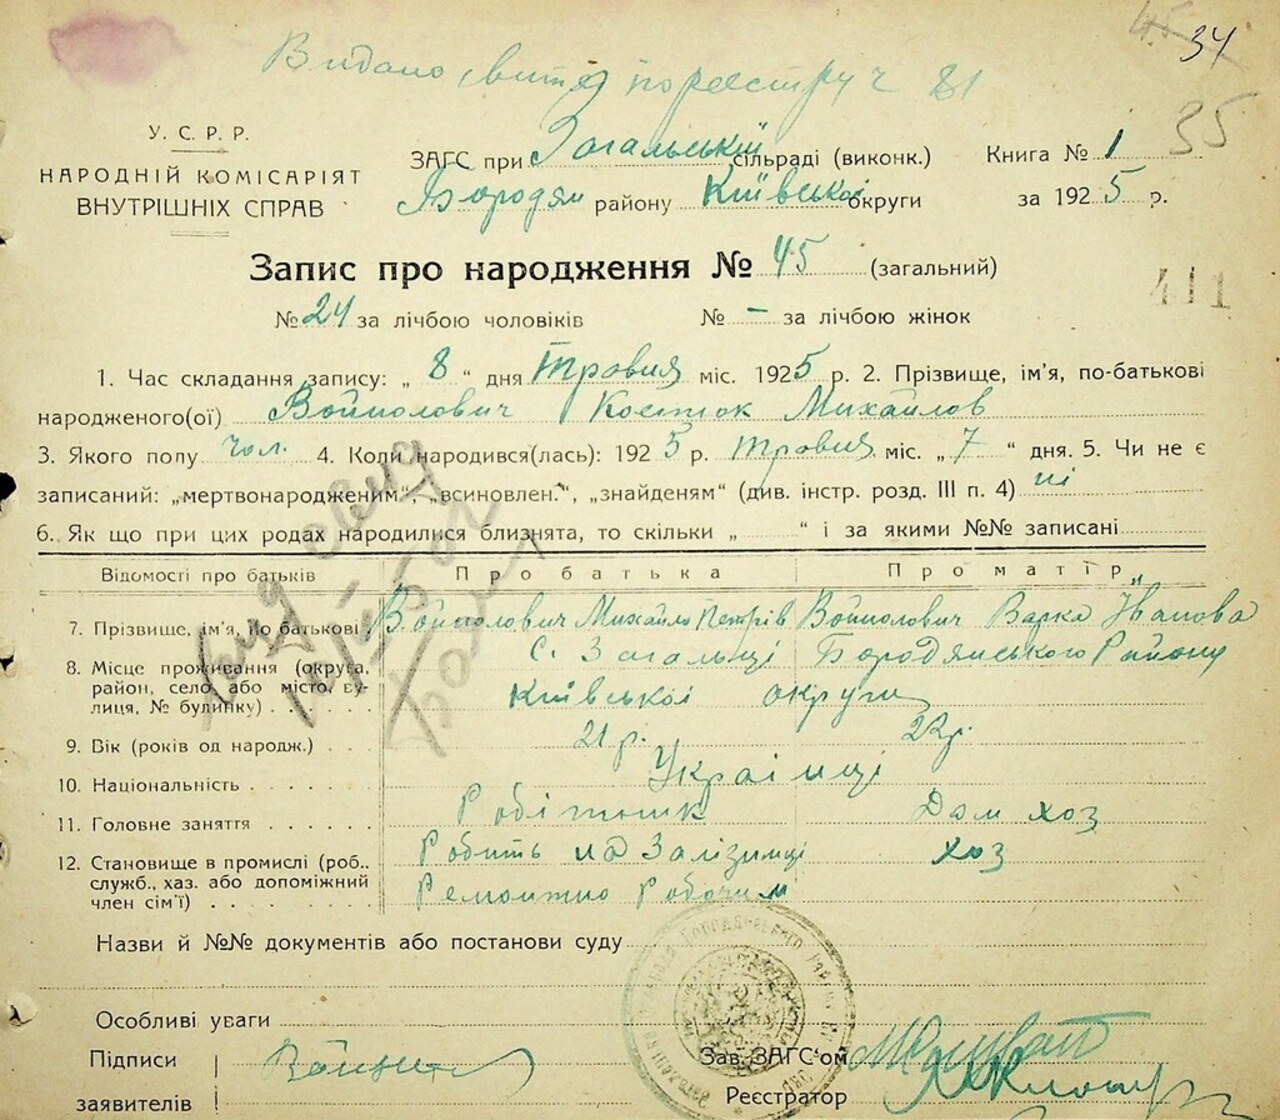 45 34
Видано свитд по реєстру ч 81
35
У. С. Р. Р.
НАРОДНІЙ КОМІСАРІЯТ
ВНУТРІШНІХ СПРАВ
ЗАГС при Загальській сільраді (виконк.) Книга № 1
Бородян району Київської округи за 1925 р.
Запис про народження № 45 (загальний)
411
№ 24 за лічбою чоловіків № - за лічбою жінок
1. Час складання запису: „ 8 “ дня Травня міс. 1925 р. 2. Прізвище, ім'я, по-батькові
народженого(ої) Войнолович Косток Михайлов
3. Якого полу чол. 4. Коли народився(лась): 1925 р. травня міс. „ 7 “ дня. 5. Чи не є
записаний: „мертвонародженим“, „всиновлен.“, „знайденям“ (див. інстр. розд. III п. 4) ні
6. Як що при цих родах народилися близнята, то скільки „ “ і за якими №№ записані
Відомості про батьків Про батька Про матір
7. Прізвище, ім'я, по батькові Войнолович Михайль Петрів Войнолович Варка Іванова
8. Місце проживання (округа, с. Загальці Бородянського Району
район, село або місто, ву-
лиця, № будинку) Київської округи
9. Вік (років од народж.) 21 р. 22 р.
10. Національність Українці
11. Головне заняття Робітник Дом хоз
12. Становище в промислі (роб., Робить на Залізниці хоз
служб., хаз. або допоміжний
член сім'ї) Ремонтно Робочим
Назви й №№ документів або постанови суду
Особливі уваги
Підписи
заявителів
Зав. ЗАГС'ом
Реєстратор